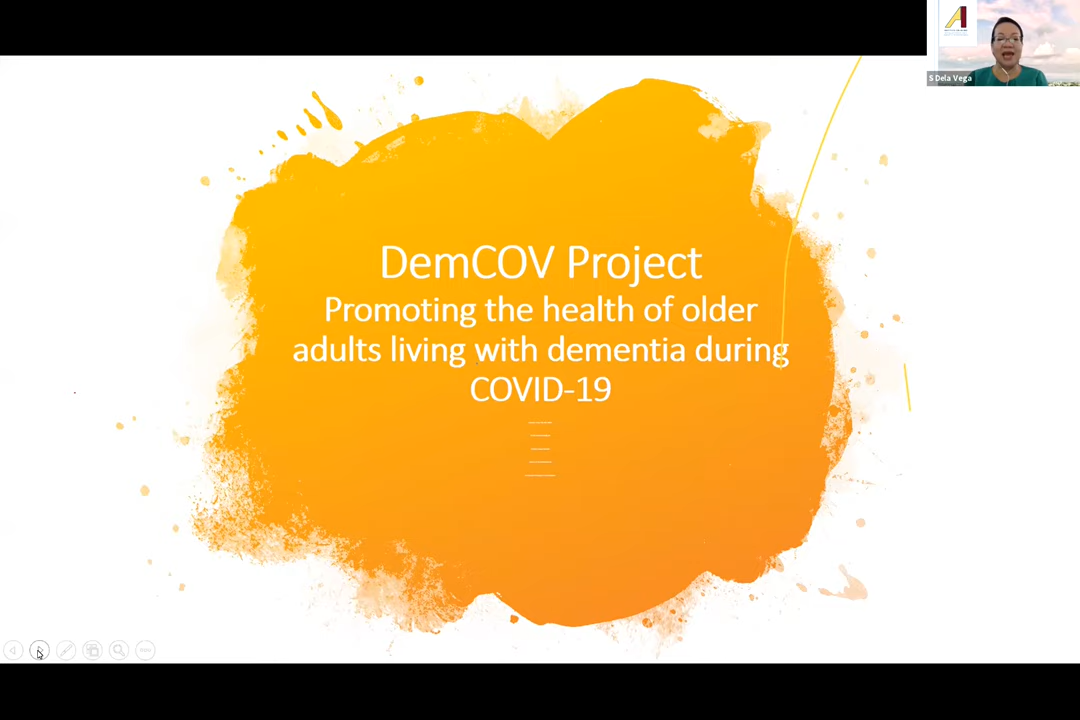 S Dela Vega
DemCOV Project
Promoting the health of older
adults living with dementia during
COVID-19